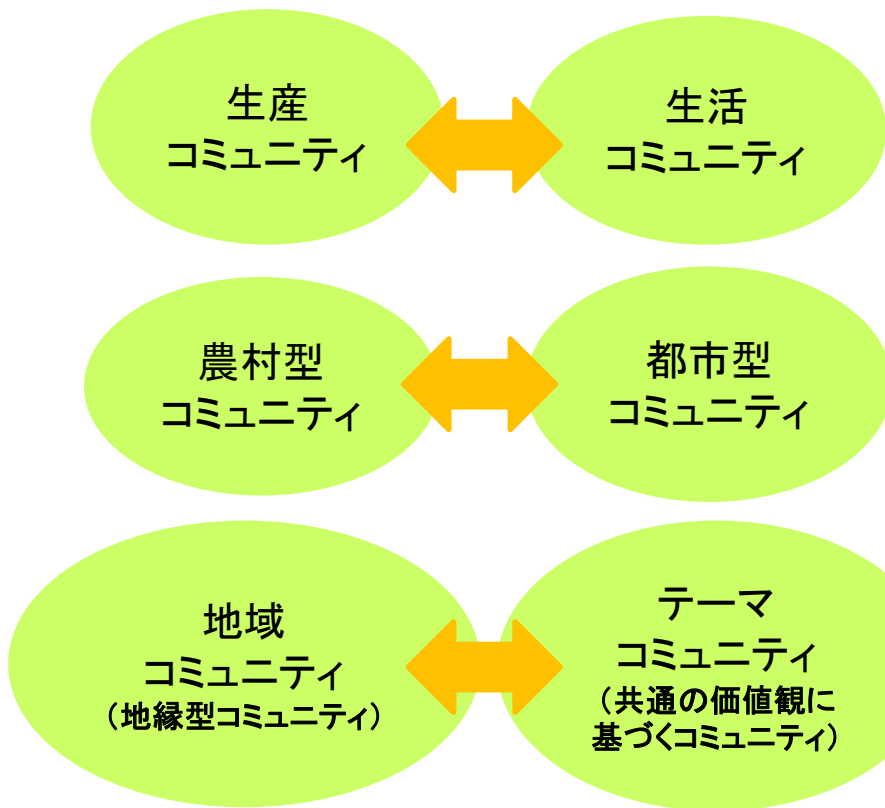 生産
コミュニティ
生活
コミュニティ
農村型
コミュニティ
都市型
コミュニティ
地域
コミュニティ
(地縁型コミュニティ)
テーマ
コミュニティ
(共通の価値観に
基づくコミュニティ)